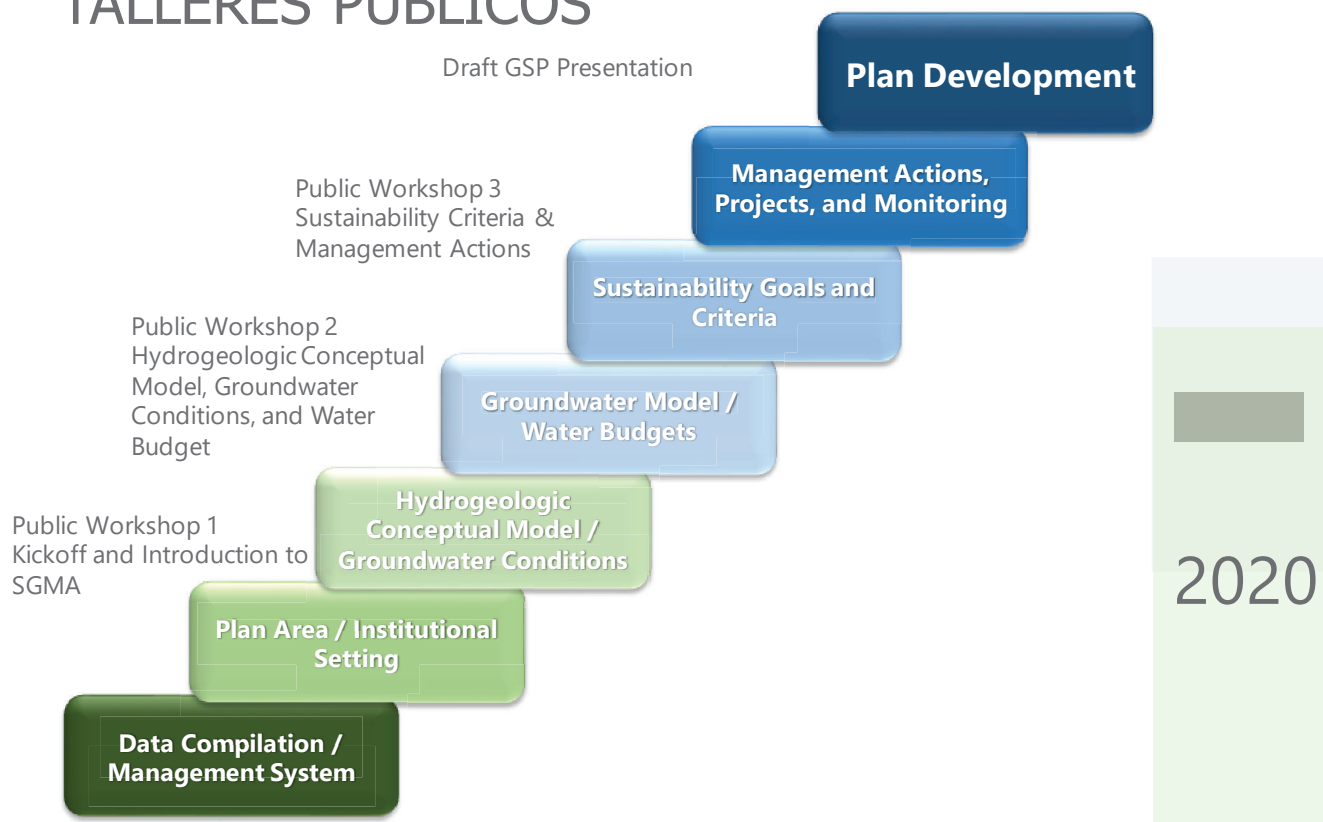 TALLERES PÚBLICOS
Draft GSP Presentation
Plan Development
Management Actions,
Projects, and Monitoring
Public Workshop 3
Sustainability Criteria &
Management Actions
Sustainability Goals and
Criteria
Public Workshop 2
Hydrogeologic Conceptual
Model, Groundwater
Conditions, and Water
Budget
Groundwater Model /
Water Budgets
Hydrogeologic
Conceptual Model /
Groundwater Conditions
Public Workshop 1
Kickoff and Introduction to
SGMA
Plan Area / Institutional
Setting
Data Compilation /
Management System
2020